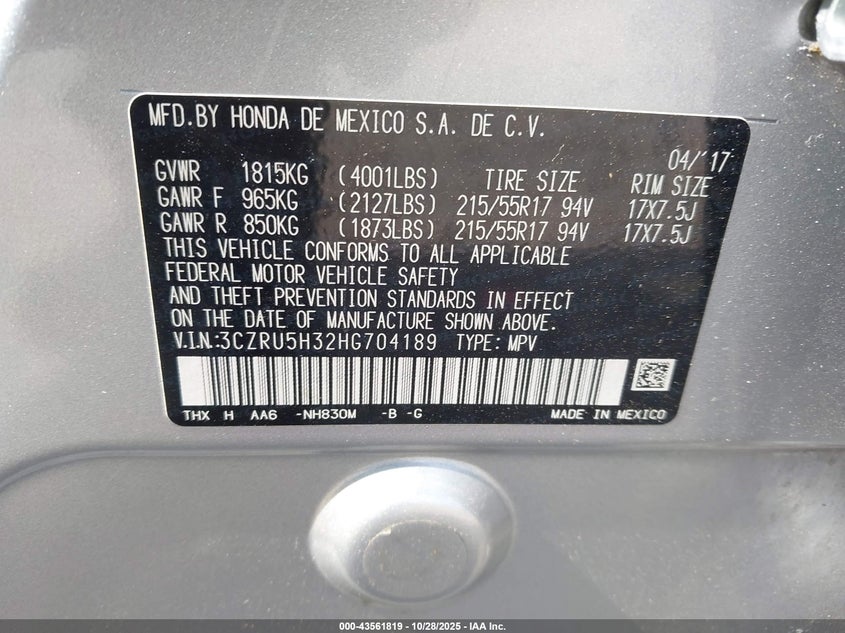 MFD.BY HONDA DE MEXICO S.A. DE C.V.
04/'17
GVWR 1815KG (4001LBS) TIRE SIZE RIM SIZE
GAWR F 965KG (2127LBS) 215/55R17 94V 17X7.5J
GAWR R 850KG (1873LBS) 215/55R17 94V 17X7.5J
THIS VEHICLE CONFORMS TO ALL APPLICABLE
FEDERAL MOTOR VEHICLE SAFETY
AND THEFT PREVENTION STANDARDS IN EFFECT
ON THE DATE OF MANUFACTURE SHOWN ABOVE.
V.I.N:3CZRU5H32HG704189 TYPE: MPV
THX H AA6 -NH830M -B -G MADE IN MEXICO
000-43561819 - 10/28/2025 - IAA Inc.